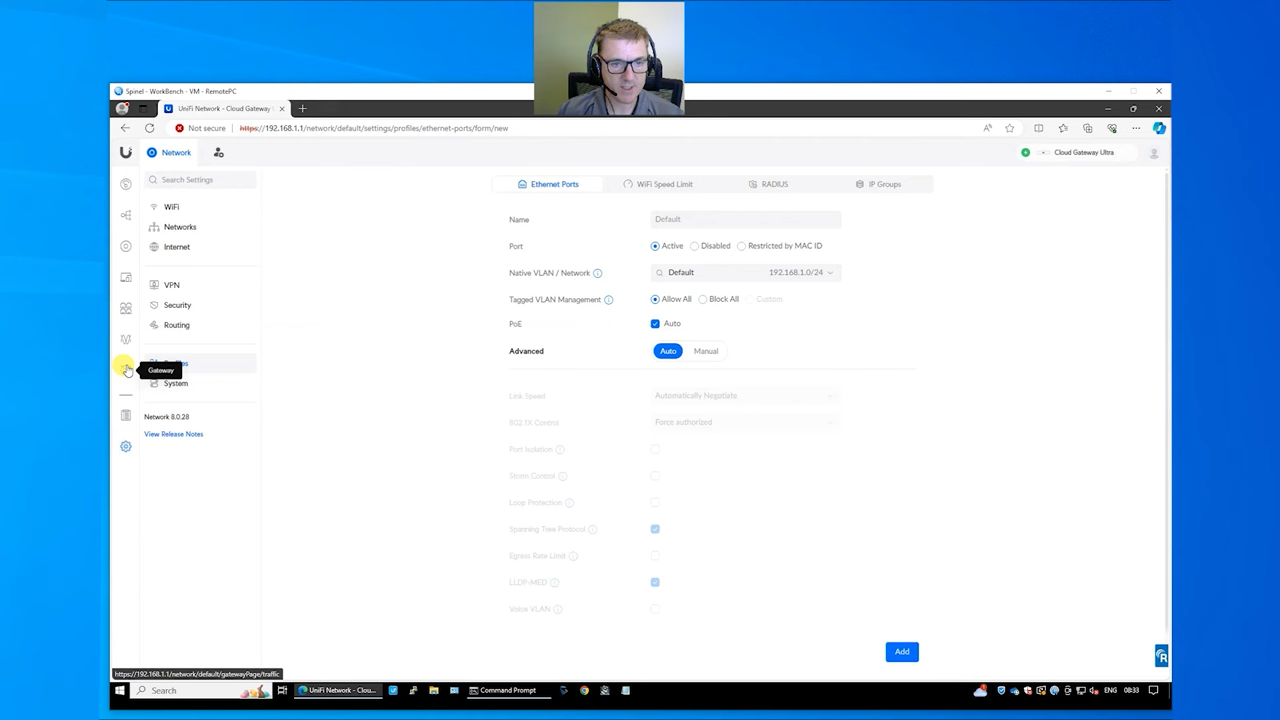 Spinel - WorkBench - VM - RemotePC
UniFi Network - Cloud Gateway
Not secure https://192.168.1.1/network/default/settings/profiles/ethernet-ports/form/new
Network
Cloud Gateway Ultra
Search Settings
WiFi
Networks
Internet
VPN
Security
Routing
Gateway
System
Network 8.0.28
View Release Notes
Ethernet Ports WiFi Speed Limit RADIUS IP Groups
Name Default
Port Active Disabled Restricted by MAC ID
Native VLAN / Network Default 192.168.1.0/24
Tagged VLAN Management Allow All Block All Custom
PoE Auto
Advanced Auto Manual
Link Speed Automatically Negotiate
802.1X Control Force authorized
Port Isolation
Storm Control
Loop Protection
Spanning Tree Protocol
Egress Rate Limit
LLDP-MED
Voice VLAN
Add
https://192.168.1.1/network/default/gatewayPage/traffic
Search UniFi Network - Clou... Command Prompt ENG 08:33